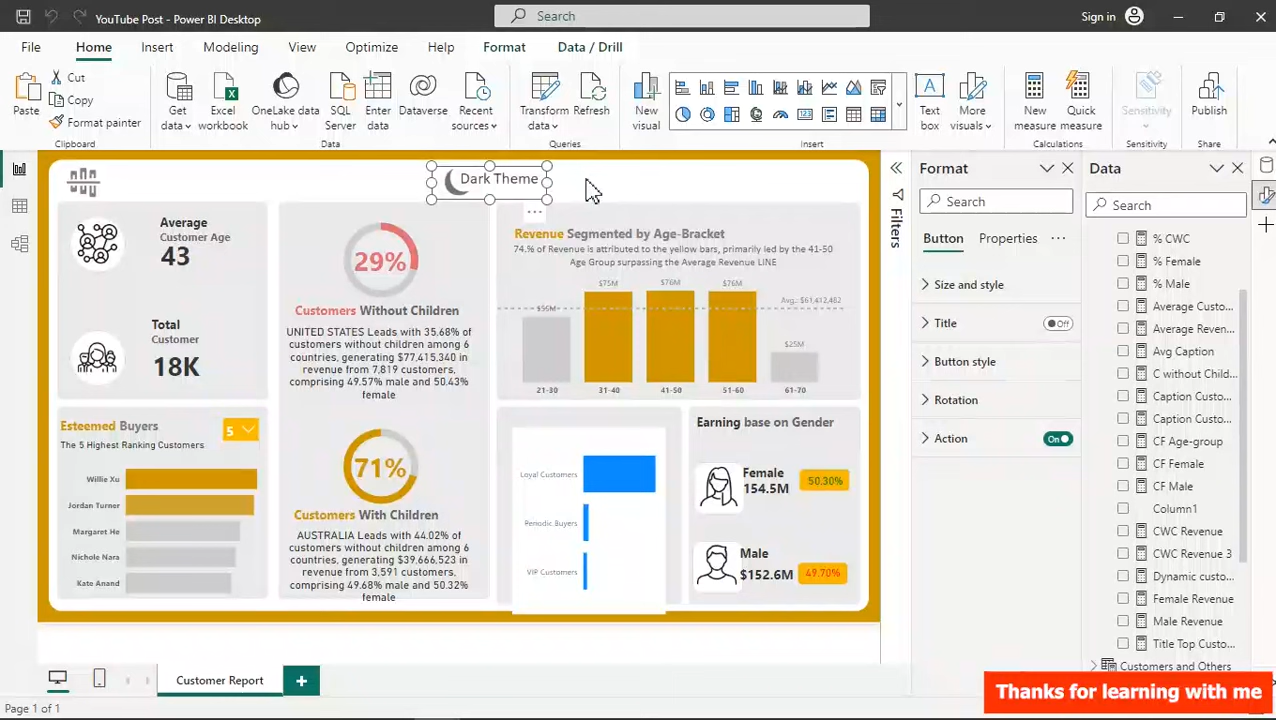 YouTube Post - Power BI Desktop
Search
Sign in
File
Home
Insert
Modeling
View
Optimize
Help
Format
Data / Drill
Paste
Cut
Copy
Format painter
Clipboard
Get data
Excel workbook
OneLake data hub
SQL Server
Enter data
Dataverse
Recent sources
Data
Transform data
Refresh
Queries
New visual
Text box
More visuals
Insert
New measure
Quick measure
Calculations
Sensitivity
Sensitivity
Publish
Share
Dark Theme
Average
Customer Age
43
Total
Customer
18K
29%
Customers Without Children
UNITED STATES Leads with 35.68% of
customers without children among 6
countries, generating $77,415,340 in
revenue from 7,819 customers,
comprising 49.57% male and 50.43%
female
Revenue Segmented by Age-Bracket
74.% of Revenue is attributed to the yellow bars, primarily led by the 41-50
Age Group surpassing the Average Revenue LINE
$55M
$75M
$76M
$76M
$25M
Avg.: $61,412,482
21-30
31-40
41-50
51-60
61-70
Esteemed Buyers
5
The 5 Highest Ranking Customers
Willie Xu
Jordan Turner
Margaret He
Nichole Nara
Kate Anand
71%
Customers With Children
AUSTRALIA Leads with 44.02% of
customers without children among 6
countries, generating $39,666,523 in
revenue from 3,591 customers,
comprising 49.68% male and 50.32%
female
Loyal Customers
Periodic Buyers
VIP Customers
Earning base on Gender
Female
154.5M
50.30%
Male
$152.6M
49.70%
Filters
Format
Search
Button
Properties
Size and style
Title
Off
Button style
Rotation
Action
On
Data
Search
% CWC
% Female
% Male
Average Custo...
Average Reven...
Avg Caption
C without Child...
Caption Custo...
Caption Custo...
CF Age-group
CF Female
CF Male
Column1
CWC Revenue
CWC Revenue 3
Dynamic custo...
Female Revenue
Male Revenue
Title Top Custo...
Customers and Others
Customer Report
Thanks for learning with me
Page 1 of 1